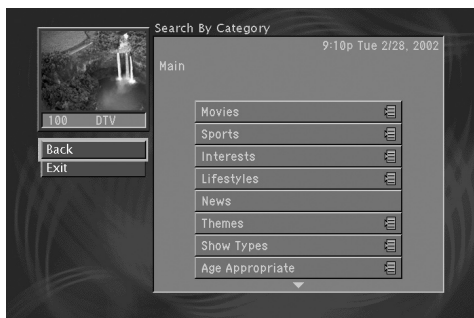 Search By Category
9:10p Tue 2/28, 2002
Main
100 DTV
Back
Exit
Movies
Sports
Interests
Lifestyles
News
Themes
Show Types
Age Appropriate